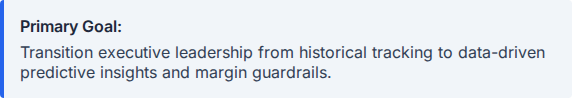 Primary Goal:
Transition executive leadership from historical tracking to data-driven
predictive insights and margin guardrails.